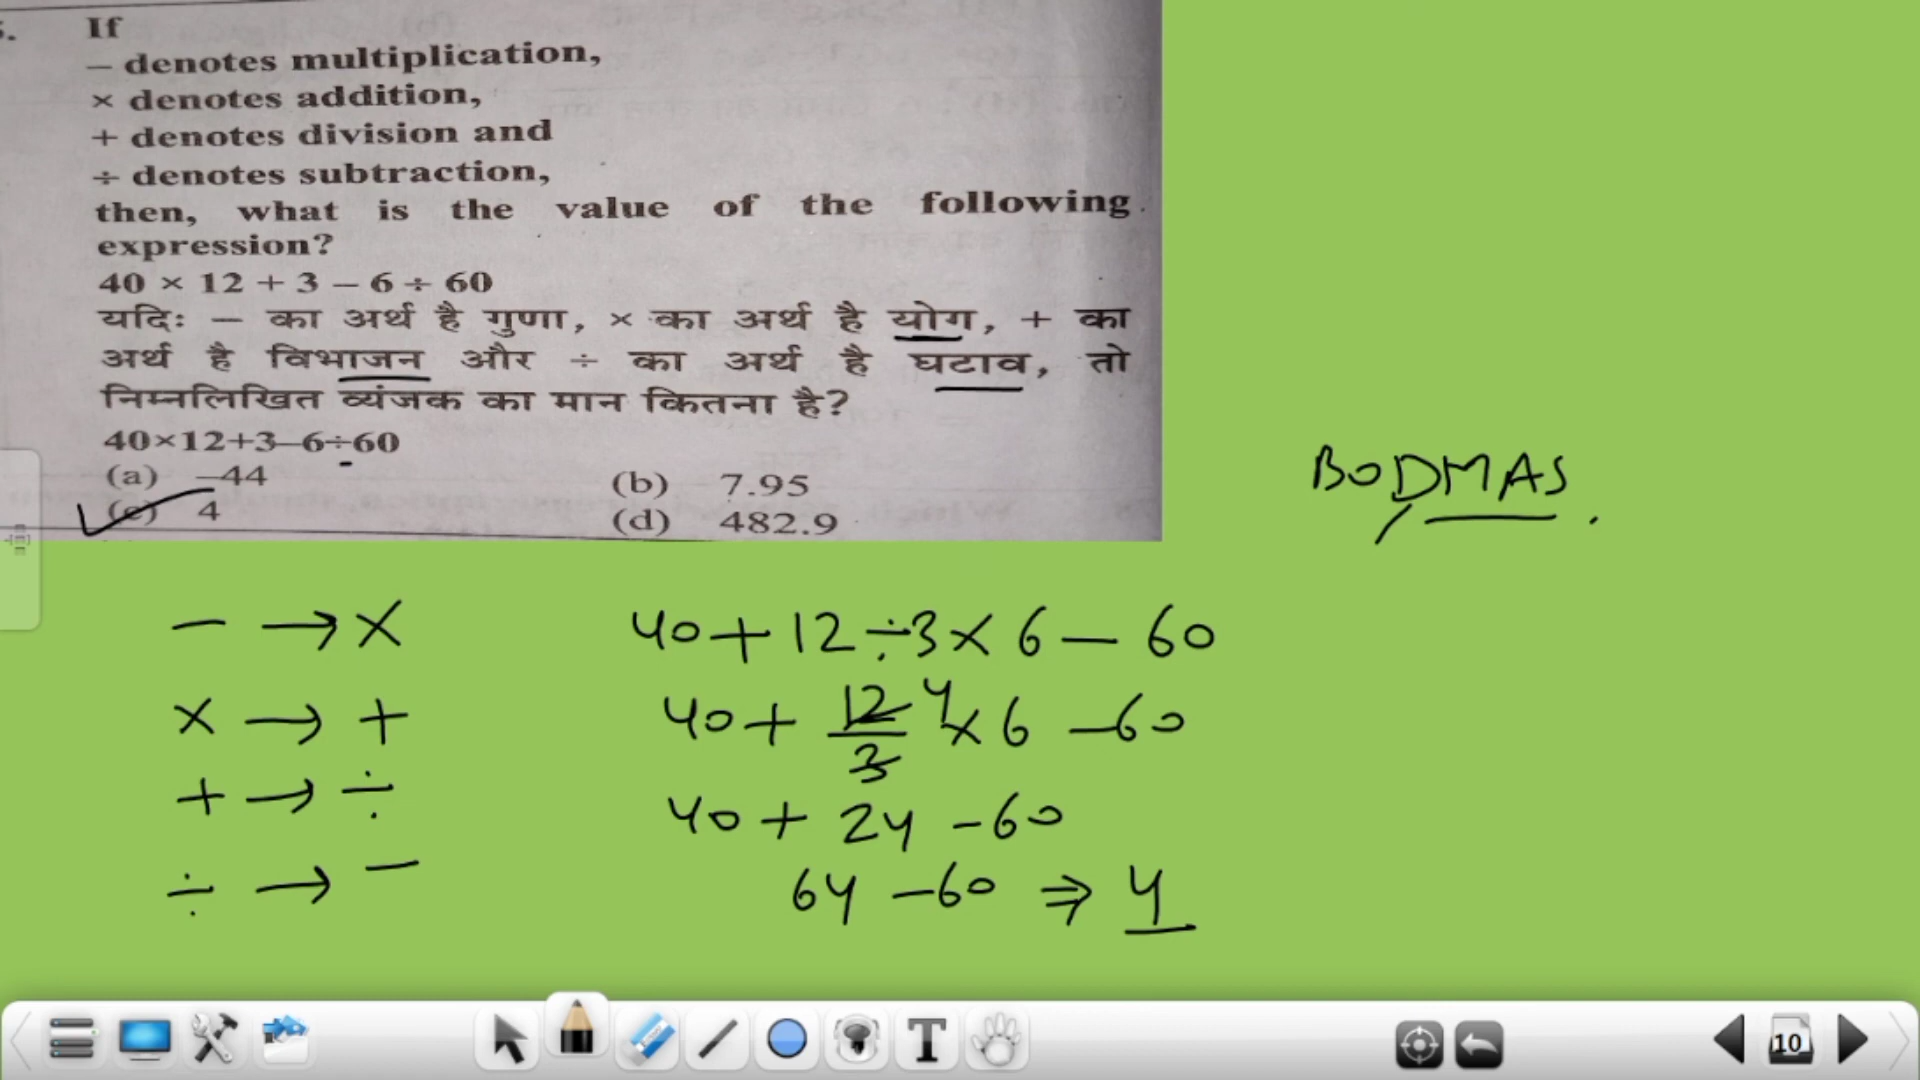 If
– denotes multiplication,
× denotes addition,
+ denotes division and
÷ denotes subtraction,
then, what is the value of the following
expression?
40 × 12 + 3 – 6 ÷ 60
यदिः – का अर्थ है गुणा, × का अर्थ है योग, + का
अर्थ है विभाजन और ÷ का अर्थ है घटाव, तो
निम्नलिखित व्यंजक का मान कितना है?
40×12+3–6÷60
(a) –44 (b) 7.95
(c) 4 (d) 482.9
BODMAS
– → ×
× → +
+ → ÷
÷ → –
40 + 12 ÷ 3 × 6 – 60
40 + 12/3 4 × 6 – 60
40 + 24 – 60
64 – 60 ⇒ 4
T
10